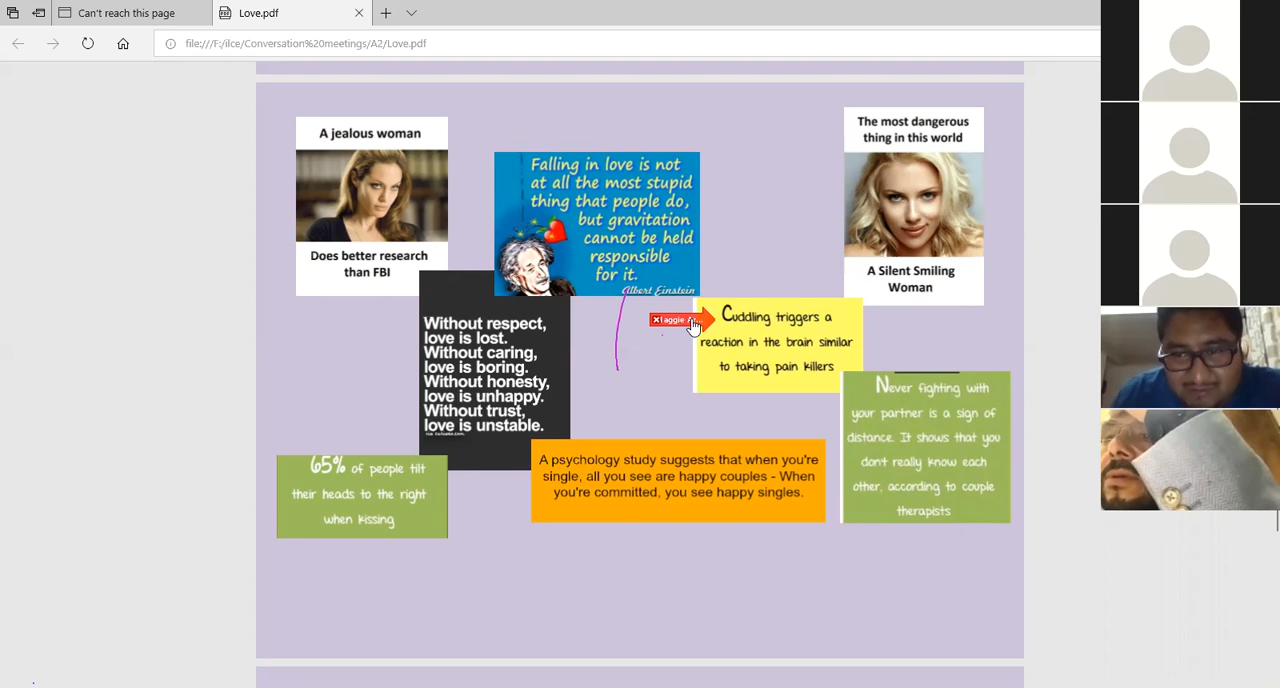 Can't reach this page
Love.pdf
file:///F:/ilce/Conversation%20meetings/A2/Love.pdf
A jealous woman
Does better research
than FBI
Falling in love is not
at all the most stupid
thing that people do,
but gravitation
cannot be held
responsible
for it.
Albert Einstein
The most dangerous
thing in this world
A Silent Smiling
Woman
Without respect,
love is lost.
Without caring,
love is boring.
Without honesty,
love is unhappy.
Without trust,
love is unstable.
Cuddling triggers a
reaction in the brain similar
to taking pain killers
Never fighting with
your partner is a sign of
distance. It shows that you
don't really know each
other, according to couple
therapists
65% of people tilt
their heads to the right
when kissing
A psychology study suggests that when you're
single, all you see are happy couples - When
you're committed, you see happy singles.